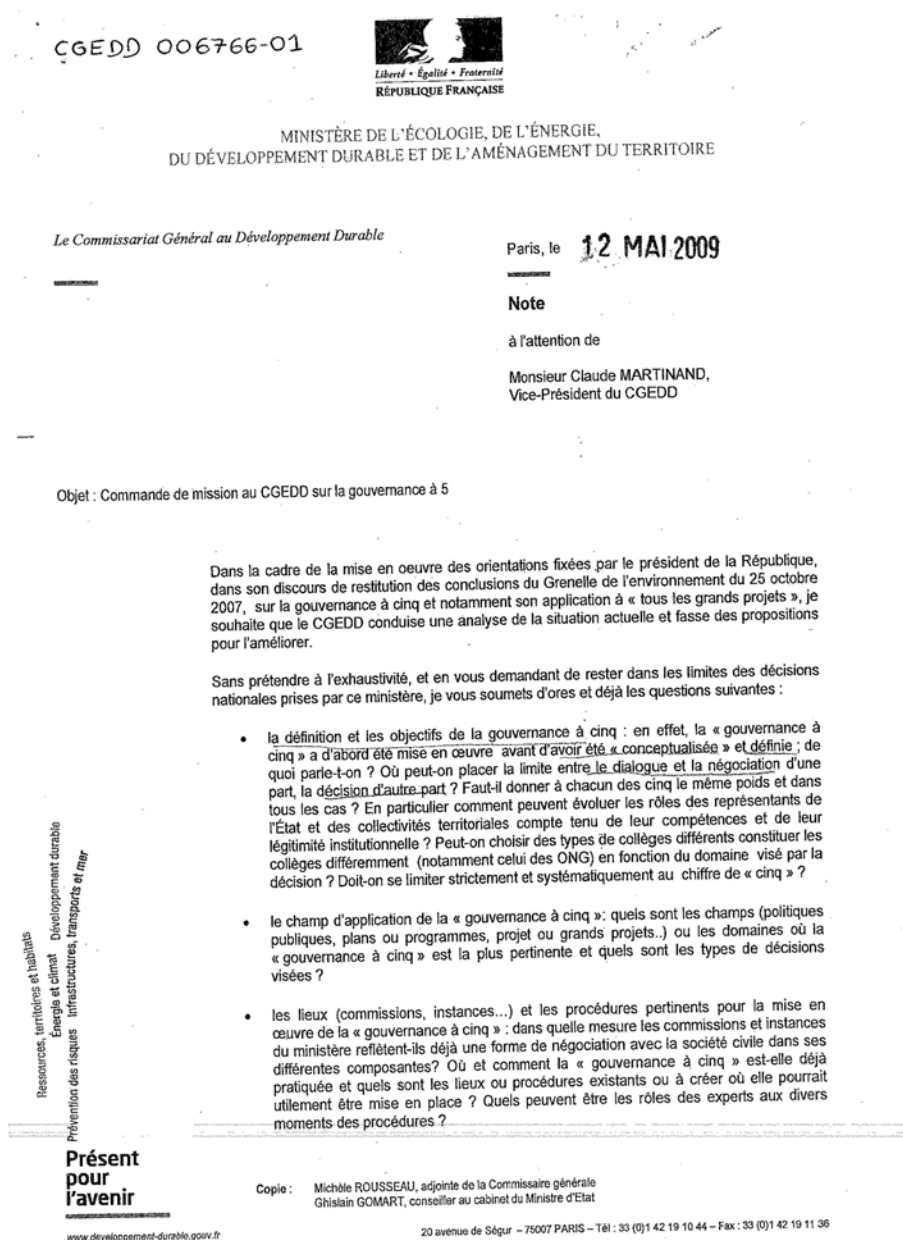 CGEDD 006766-01
Liberté • Égalité • Fraternité
RÉPUBLIQUE FRANÇAISE
MINISTÈRE DE L'ÉCOLOGIE, DE L'ÉNERGIE,
DU DÉVELOPPEMENT DURABLE ET DE L'AMÉNAGEMENT DU TERRITOIRE
Le Commissariat Général au Développement Durable
Paris, le 12 MAI 2009
Note
à l'attention de
Monsieur Claude MARTINAND,
Vice-Président du CGEDD
Objet : Commande de mission au CGEDD sur la gouvernance à 5
Dans la cadre de la mise en oeuvre des orientations fixées par le président de la République,
dans son discours de restitution des conclusions du Grenelle de l'environnement du 25 octobre
2007, sur la gouvernance à cinq et notamment son application à « tous les grands projets », je
souhaite que le CGEDD conduise une analyse de la situation actuelle et fasse des propositions
pour l'améliorer.
Sans prétendre à l'exhaustivité, et en vous demandant de rester dans les limites des décisions
nationales prises par ce ministère, je vous soumets d'ores et déjà les questions suivantes :
• la définition et les objectifs de la gouvernance à cinq : en effet, la « gouvernance à
cinq » a d'abord été mise en œuvre avant d'avoir été « conceptualisée » et définie ; de
quoi parle-t-on ? Où peut-on placer la limite entre le dialogue et la négociation d'une
part, la décision d'autre part ? Faut-il donner à chacun des cinq le même poids et dans
tous les cas ? En particulier comment peuvent évoluer les rôles des représentants de
l'État et des collectivités territoriales compte tenu de leur compétences et de leur
légitimité institutionnelle ? Peut-on choisir des types de collèges différents constituer les
collèges différemment (notamment celui des ONG) en fonction du domaine visé par la
décision ? Doit-on se limiter strictement et systématiquement au chiffre de « cinq » ?
• le champ d'application de la « gouvernance à cinq »: quels sont les champs (politiques
publiques, plans ou programmes, projet ou grands projets..) ou les domaines où la
« gouvernance à cinq » est la plus pertinente et quels sont les types de décisions
visées ?
• les lieux (commissions, instances...) et les procédures pertinents pour la mise en
œuvre de la « gouvernance à cinq » : dans quelle mesure les commissions et instances
du ministère reflètent-ils déjà une forme de négociation avec la société civile dans ses
différentes composantes? Où et comment la « gouvernance à cinq » est-elle déjà
pratiquée et quels sont les lieux ou procédures existants ou à créer où elle pourrait
utilement être mise en place ? Quels peuvent être les rôles des experts aux divers
moments des procédures ?
Ressources, territoires et habitats
Énergie et climat Développement durable
Prévention des risques Infrastructures, transports et mer
Présent
pour
l'avenir
Copie : Michèle ROUSSEAU, adjointe de la Commissaire générale
Ghislain GOMART, conseiller au cabinet du Ministre d'Etat
www.developpement-durable.gouv.fr
20 avenue de Ségur – 75007 PARIS – Tél : 33 (0)1 42 19 10 44 – Fax : 33 (0)1 42 19 11 36